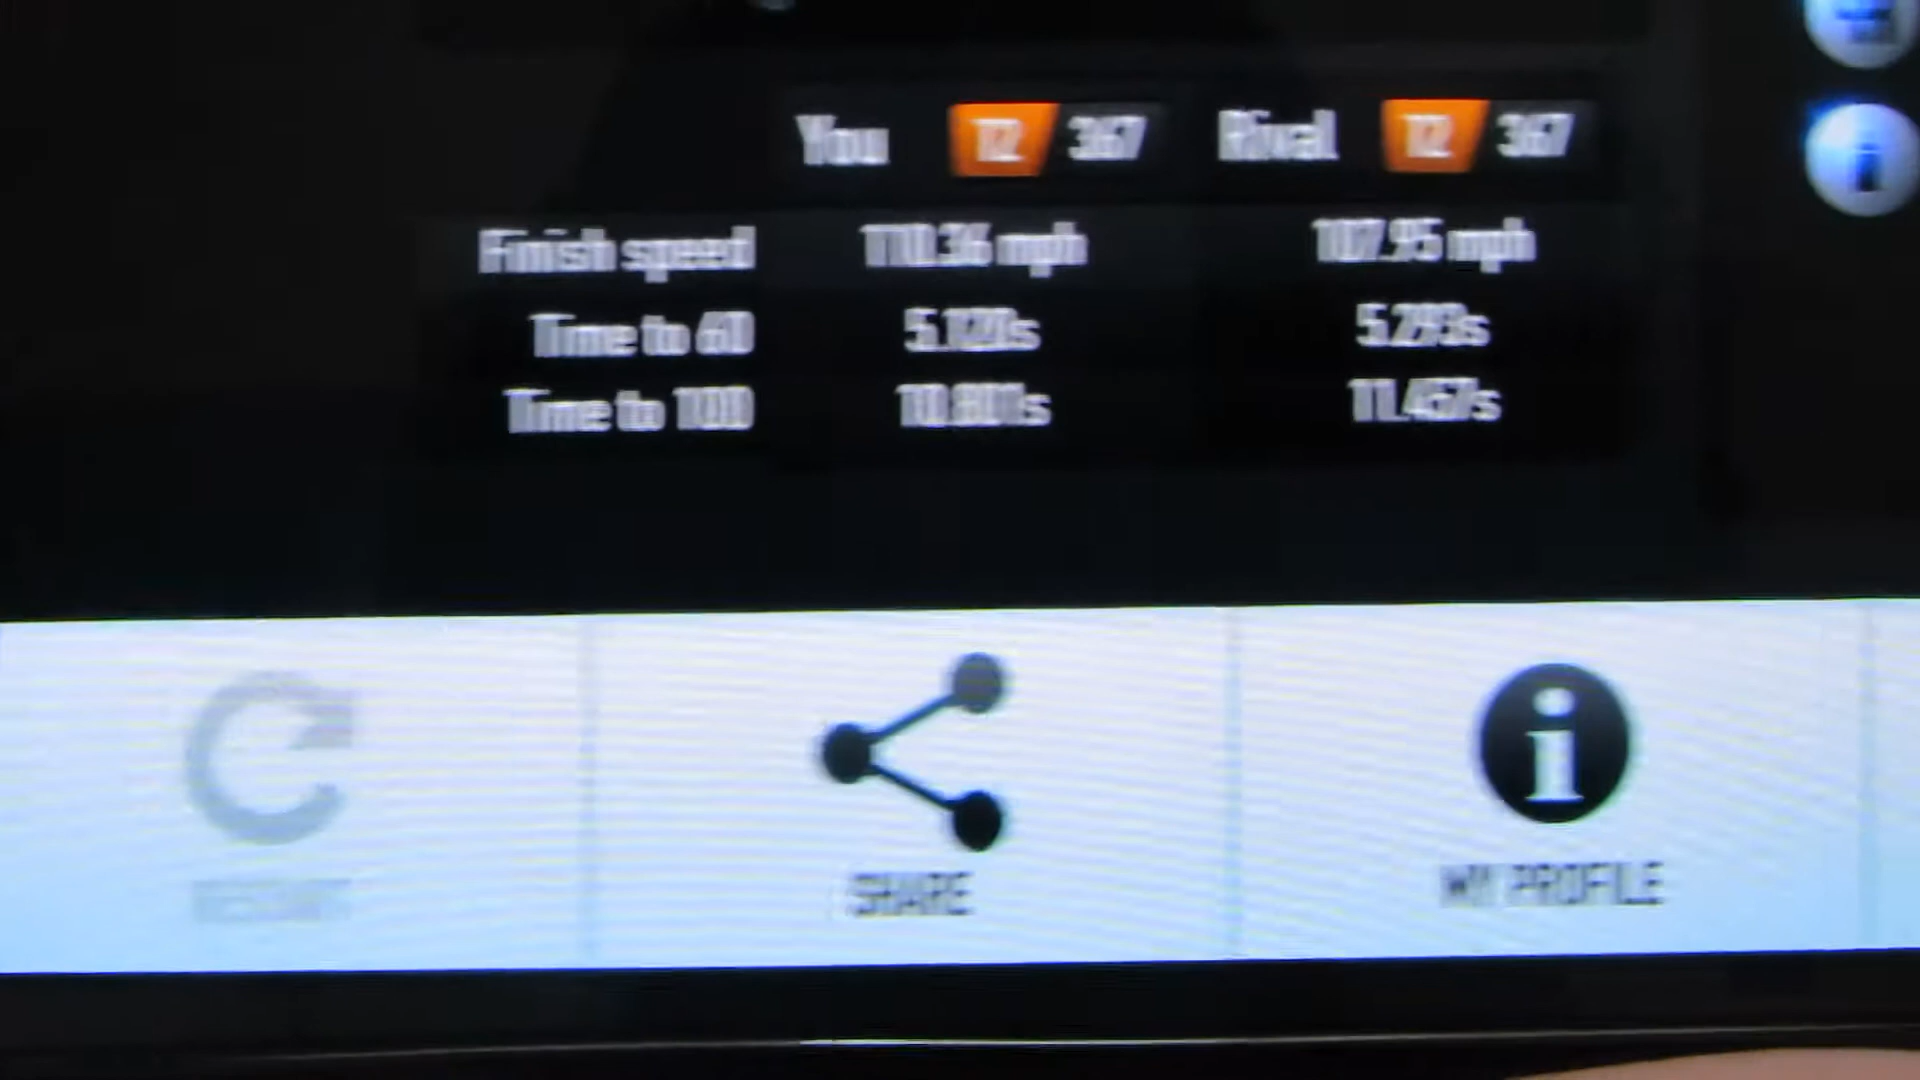 You 12 367 Rival 12 367
Finish speed 110.36 mph 107.95 mph
Time to 60 5.120s 5.293s
Time to 100 10.801s 11.457s
SHARE
MY PROFILE